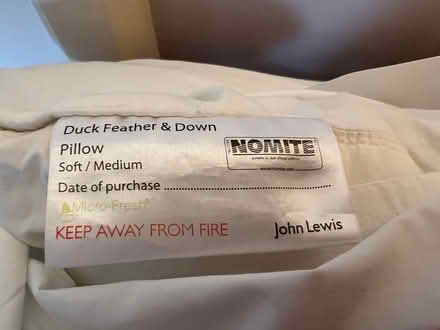 Duck Feather & Down
Pillow
NOMITE
Soft / Medium
Date of purchase ..............................
Micro-Fresh®
KEEP AWAY FROM FIRE
John Lewis